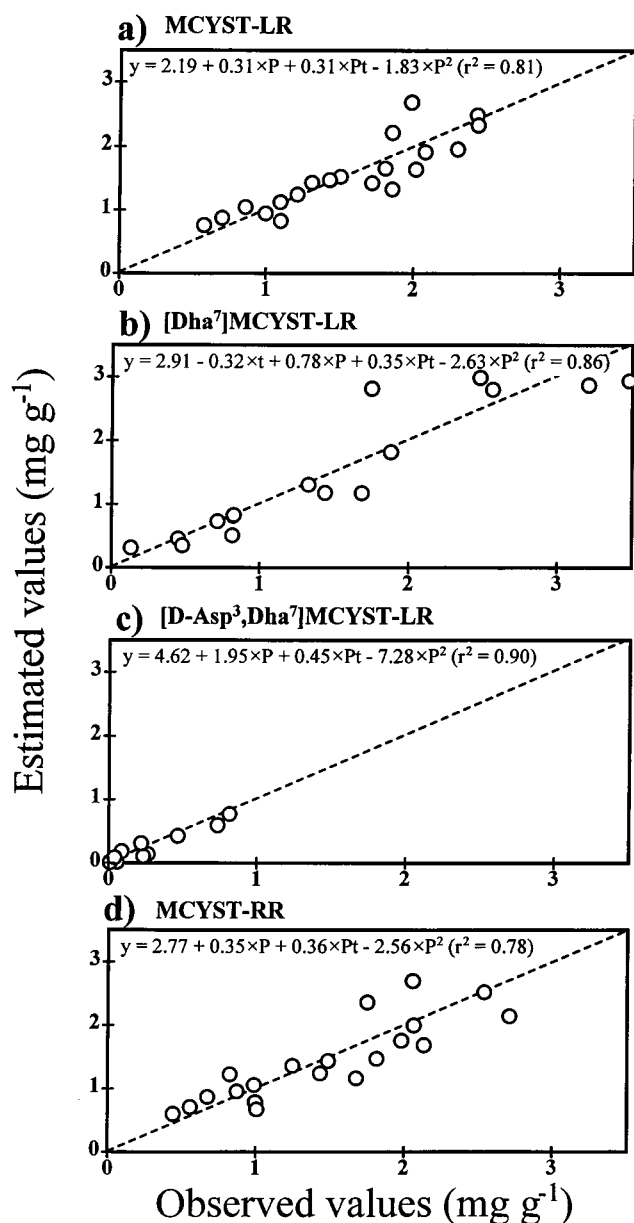 a) MCYST-LR
y = 2.19 + 0.31×P + 0.31×Pt - 1.83×P² (r² = 0.81)
3
2
1
0
0 1 2 3
b) [Dha⁷]MCYST-LR
y = 2.91 - 0.32×t + 0.78×P + 0.35×Pt - 2.63×P² (r² = 0.86)
3
2
1
0
0 1 2 3
c) [D-Asp³,Dha⁷]MCYST-LR
y = 4.62 + 1.95×P + 0.45×Pt - 7.28×P² (r² = 0.90)
3
2
1
0
0 1 2 3
d) MCYST-RR
y = 2.77 + 0.35×P + 0.36×Pt - 2.56×P² (r² = 0.78)
3
2
1
0
0 1 2 3
Estimated values (mg g⁻¹)
Observed values (mg g⁻¹)